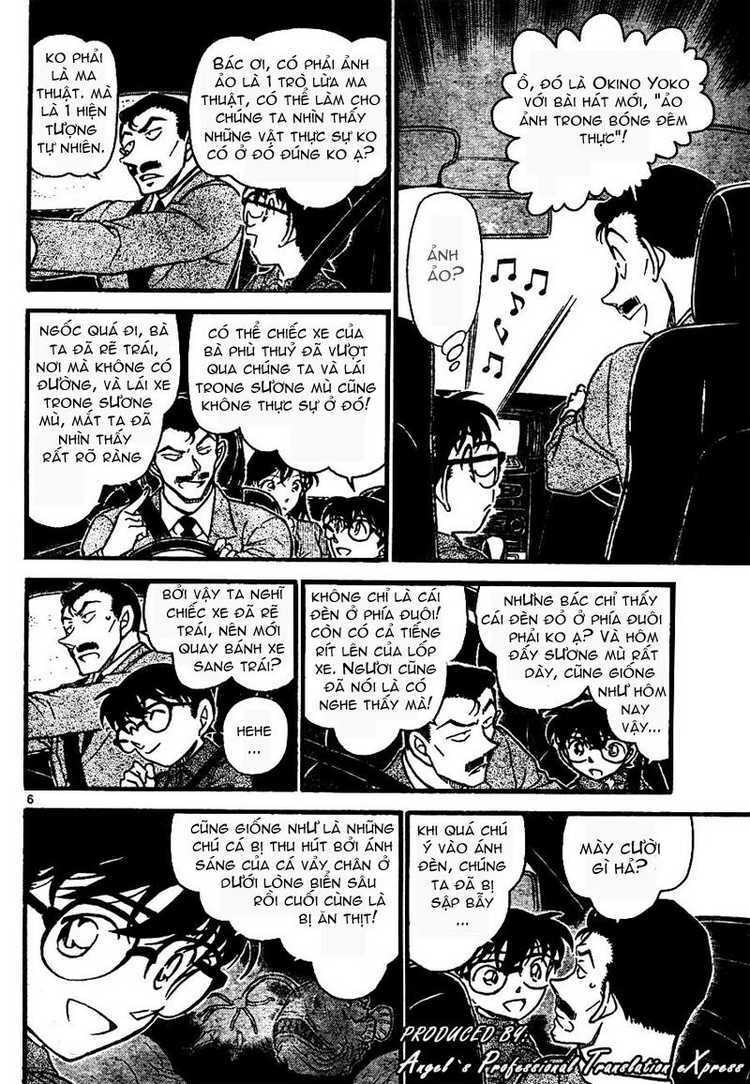 Ồ, ĐÓ LÀ OKINO YOKO
VỚI BÀI HÁT MỚI, "ẢO
ẢNH TRONG BÓNG ĐÊM
THỰC"!
ẢNH
ẢO?
BÁC ƠI, CÓ PHẢI ẢNH
ẢO LÀ 1 TRÒ LỪA MA
THUẬT, CÓ THỂ LÀM CHO
CHÚNG TA NHÌN THẤY
NHỮNG VẬT THỰC SỰ KO
CÓ Ở ĐÓ ĐÚNG KO Ạ?
KO PHẢI
LÀ MA
THUẬT. MÀ
LÀ 1 HIỆN
TƯỢNG
TỰ NHIÊN.
CÓ THỂ CHIẾC XE CỦA
BÀ PHÙ THUỶ ĐÃ VƯỢT
QUA CHÚNG TA VÀ LÁI
TRONG SƯƠNG MÙ CŨNG
KHÔNG THỰC SỰ Ở ĐÓ!
NGỐC QUÁ ĐI, BÀ
TA ĐÃ RẼ TRÁI,
NƠI MÀ KHÔNG CÓ
ĐƯỜNG, VÀ LÁI XE
TRONG SƯƠNG
MÙ, MẮT TA ĐÃ
NHÌN THẤY
RẤT RÕ RÀNG
NHƯNG BÁC CHỈ THẤY
CÁI ĐÈN ĐỎ Ở PHÍA ĐUÔI
PHẢI KO Ạ? VÀ HÔM
ĐẤY SƯƠNG MÙ RẤT
DÀY, CŨNG GIỐNG
NHƯ HÔM
NAY
VẬY...
KHÔNG CHỈ LÀ CÁI
ĐÈN Ở PHÍA ĐUÔI!
CÒN CÓ CẢ TIẾNG
RÍT LÊN CỦA LỐP
XE. NGƯƠI CŨNG
ĐÃ NÓI LÀ CÓ
NGHE THẤY MÀ!
BỞI VẬY TA NGHĨ
CHIẾC XE ĐÃ RẼ
TRÁI, NÊN MỚI
QUAY BÁNH XE
SANG TRÁI?
HEHE
...
6
MÀY CƯỜI
GÌ HẢ?
KHI QUÁ CHÚ
Ý VÀO ÁNH
ĐÈN, CHÚNG
TA ĐÃ BỊ
SẬP BẪY
...
CŨNG GIỐNG NHƯ LÀ NHỮNG
CHÚ CÁ BỊ THU HÚT BỞI ÁNH
SÁNG CỦA CÁ VẢY CHÂN Ở
DƯỚI LÒNG BIỂN SÂU
RỒI CUỐI CÙNG LÀ
BỊ ĂN THỊT!
PRODUCED BY:
Angel`s Professional Translation eXpress